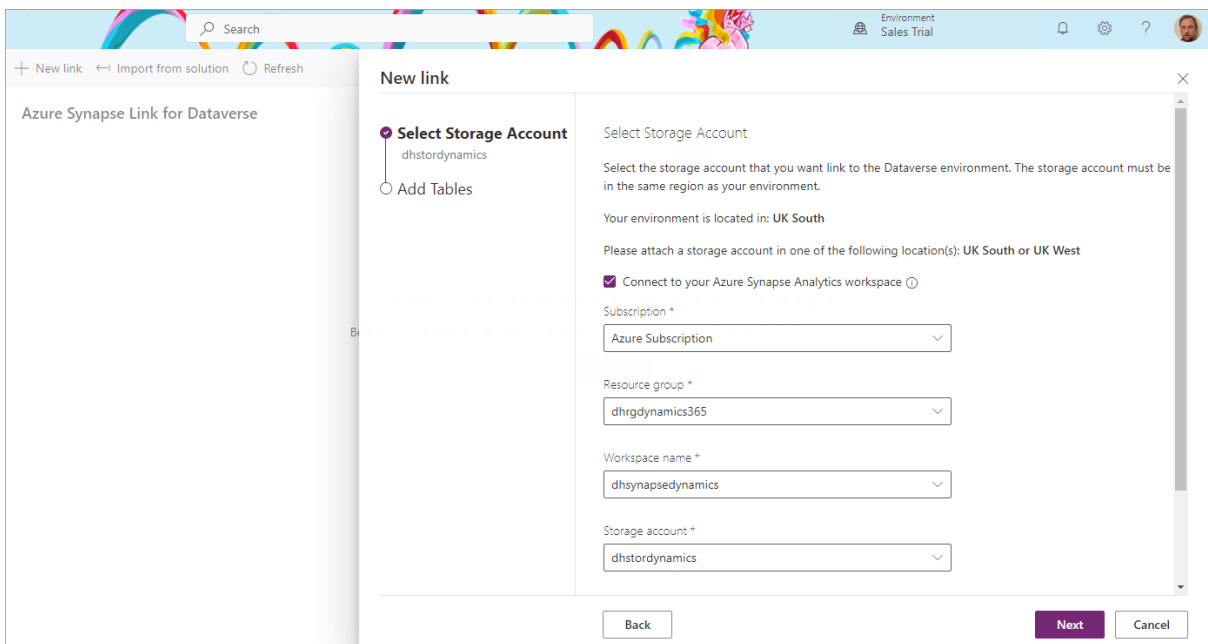 Search
Environment
Sales Trial
New link
Import from solution
Refresh
Azure Synapse Link for Dataverse
New link
Select Storage Account
dhstordynamics
Add Tables
Select Storage Account
Select the storage account that you want link to the Dataverse environment. The storage account must be
in the same region as your environment.
Your environment is located in: UK South
Please attach a storage account in one of the following location(s): UK South or UK West
Connect to your Azure Synapse Analytics workspace
Subscription *
Azure Subscription
Resource group *
dhrgdynamics365
Workspace name *
dhsynapsedynamics
Storage account *
dhstordynamics
Back
Next
Cancel